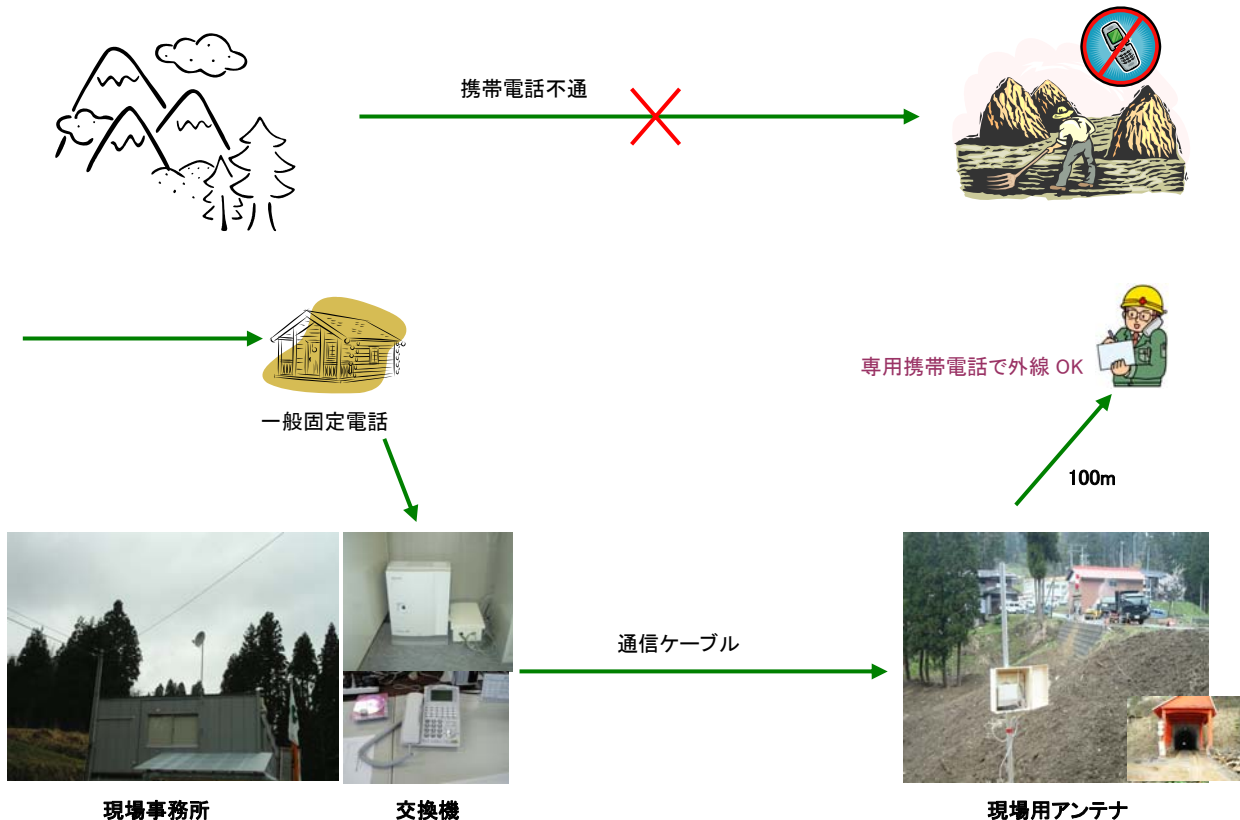 携帯電話不通
専用携帯電話で外線 OK
一般固定電話
100m
通信ケーブル
現場事務所
交換機
現場用アンテナ